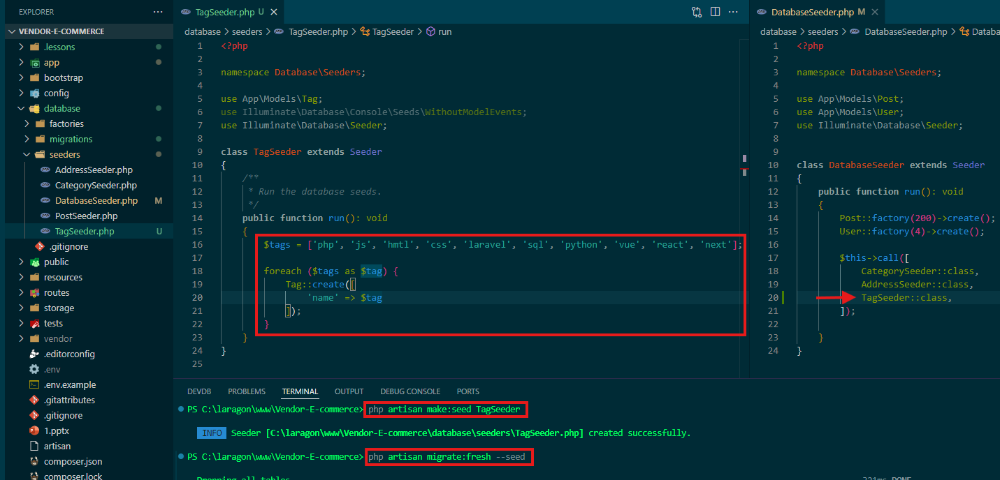 EXPLORER
···
VENDOR-E-COMMERCE
.lessons
app
bootstrap
config
database
factories
migrations
seeders
AddressSeeder.php
CategorySeeder.php
DatabaseSeeder.php M
PostSeeder.php
TagSeeder.php U
.gitignore
public
resources
routes
storage
tests
vendor
.editorconfig
.env
.env.example
.gitattributes
.gitignore
1.pptx
artisan
composer.json
composer.lock
TagSeeder.php U
···
database > seeders > TagSeeder.php > TagSeeder > run
1 <?php
2
3 namespace Database\Seeders;
4
5 use App\Models\Tag;
6 use Illuminate\Database\Console\Seeds\WithoutModelEvents;
7 use Illuminate\Database\Seeder;
8
9 class TagSeeder extends Seeder
10 {
11 /**
12 * Run the database seeds.
13 */
14 public function run(): void
15 {
16 $tags = ['php', 'js', 'hmtl', 'css', 'laravel', 'sql', 'python', 'vue', 'react', 'next'];
17
18 foreach ($tags as $tag) {
19 Tag::create([
20 'name' => $tag
21 ]);
22 }
23 }
24 }
25
DatabaseSeeder.php M
database > seeders > DatabaseSeeder.php > Databa
1 <?php
2
3 namespace Database\Seeders;
4
5 use App\Models\Post;
6 use App\Models\User;
7 use Illuminate\Database\Seeder;
8
9
10 class DatabaseSeeder extends Seeder
11 {
12 public function run(): void
13 {
14 Post::factory(200)->create();
15 User::factory(4)->create();
16
17 $this->call([
18 CategorySeeder::class,
19 AddressSeeder::class,
20 TagSeeder::class,
21 ]);
22
23 }
24 }
DEVDB PROBLEMS TERMINAL OUTPUT DEBUG CONSOLE PORTS
PS C:\laragon\www\Vendor-E-commerce> php artisan make:seed TagSeeder
INFO Seeder [C:\laragon\www\Vendor-E-commerce\database\seeders\TagSeeder.php] created successfully.
PS C:\laragon\www\Vendor-E-commerce> php artisan migrate:fresh --seed
Dropping all tables 321ms DONE